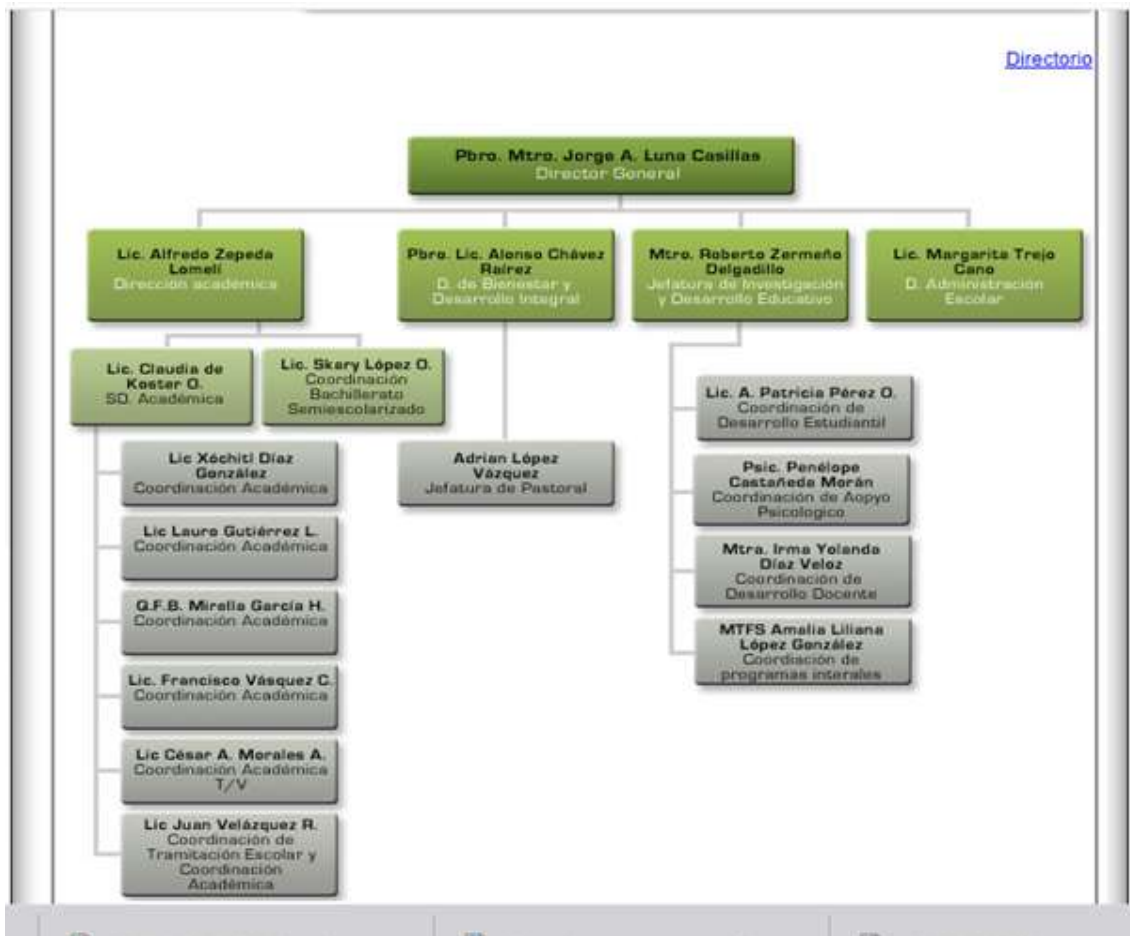 Directorio
Pbro. Mtro. Jorge A. Luna Casillas
Director General
Lic. Alfredo Zepeda
Lomelí
Dirección académica
Pbro. Lic. Alonso Chávez
Raírez
D. de Bienestar y
Desarrollo Integral
Mtro. Roberto Zermeño
Delgadillo
Jefatura de Investigación
y Desarrollo Educativo
Lic. Margarita Trejo
Cano
D. Administración
Escolar
Lic. Claudia de
Koster O.
SD. Académica
Lic. Skary López O.
Coordinación
Bachillerato
Semiescolarizado
Lic Xóchitl Díaz
González
Coordinación Académica
Lic Laura Gutiérrez L.
Coordinación Académica
Q.F.B. Mirella García H.
Coordinación Académica
Lic. Francisco Vásquez C.
Coordinación Académica
Lic César A. Morales A.
Coordinación Académica
T/V
Lic Juan Velázquez R.
Coordinación de
Tramitación Escolar y
Coordinación
Académica
Adrian López
Vázquez
Jefatura de Pastoral
Lic. A. Patricia Pérez O.
Coordinación de
Desarrollo Estudiantil
Psic. Penélope
Castañeda Morán
Coordinación de Aopyo
Psicologico
Mtra. Irma Yolanda
Díaz Veloz
Coordinación de
Desarrollo Docente
MTFS Amalia Liliana
López González
Coordiación de
programas interales